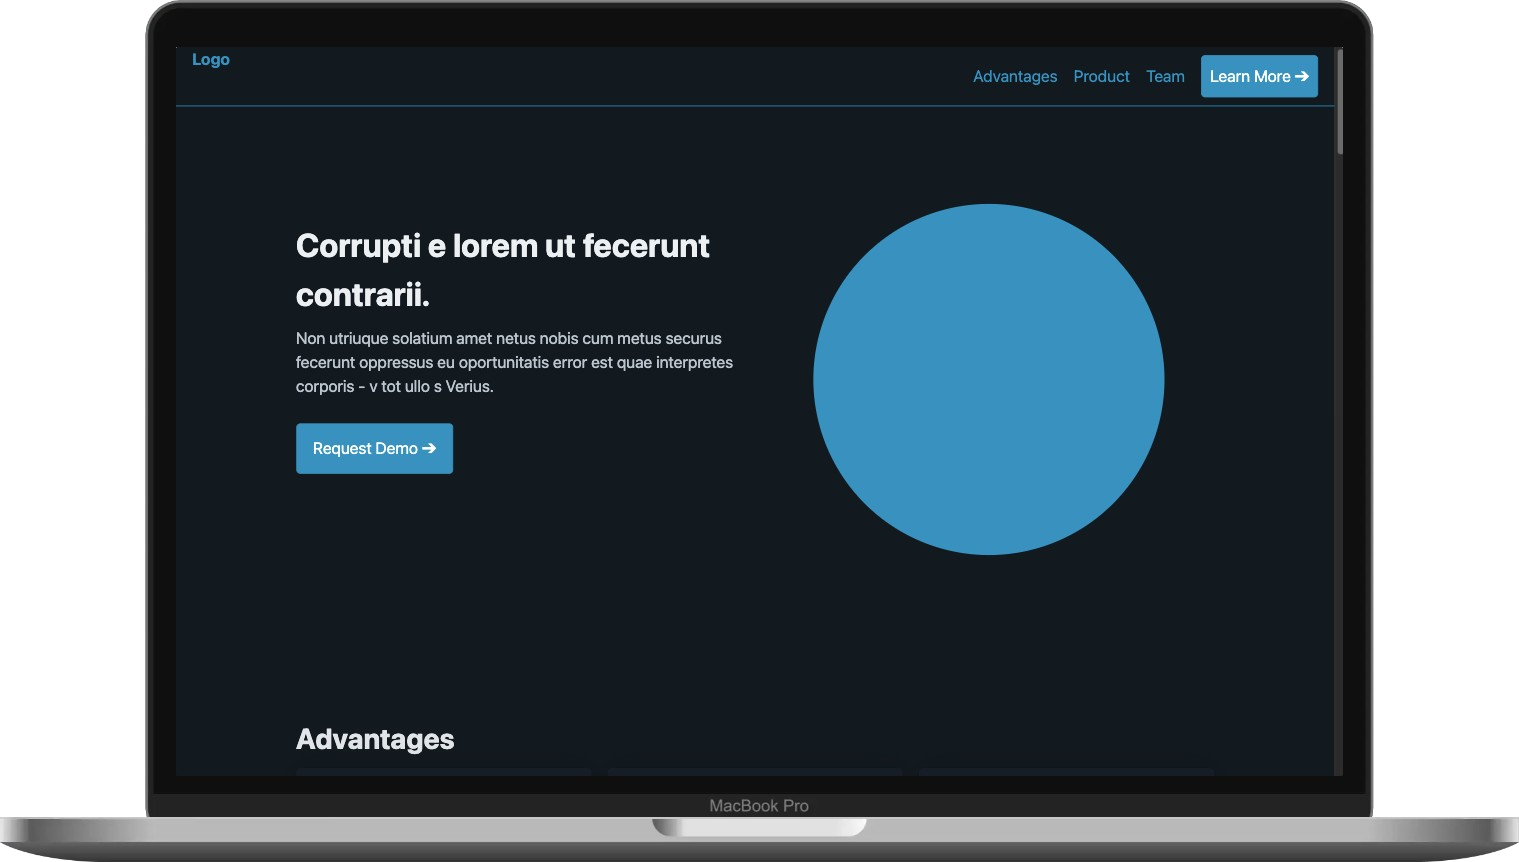 Logo
Advantages Product Team Learn More ➔
Corrupti e lorem ut fecerunt
contrarii.
Non utriuque solatium amet netus nobis cum metus securus
fecerunt oppressus eu oportunitatis error est quae interpretes
corporis - v tot ullo s Verius.
Request Demo ➔
Advantages
MacBook Pro